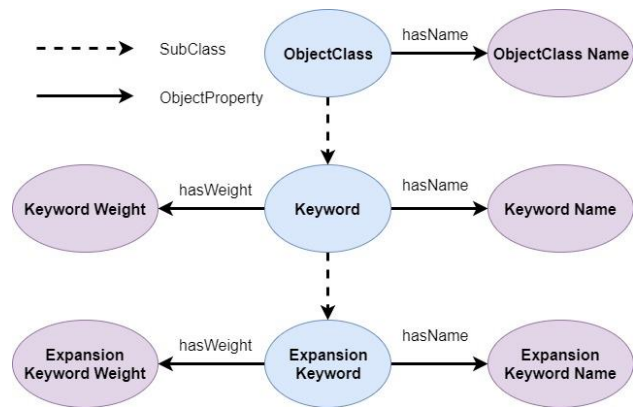 SubClass
ObjectClass
hasName
ObjectClass Name
ObjectProperty
Keyword Weight
hasWeight
Keyword
hasName
Keyword Name
Expansion
Keyword Weight
hasWeight
Expansion
Keyword
hasName
Expansion
Keyword Name